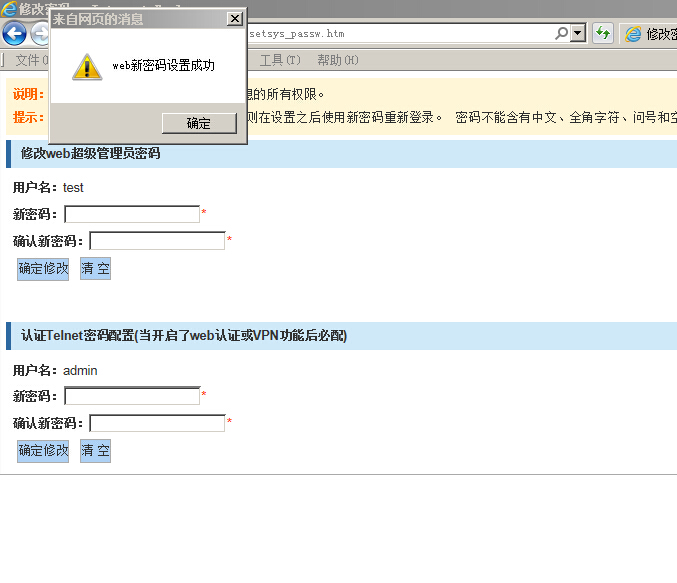 修改密码
来自网页的消息
setsys_passw.htm
修改密
文件(
工具(T)
帮助(H)
web新密码设置成功
确定
说明:
息的所有权限。
提示:
则在设置之后使用新密码重新登录。 密码不能含有中文、全角字符、问号和空
修改web超级管理员密码
用户名: test
新密码: *
确认新密码: *
确定修改 清 空
认证Telnet密码配置(当开启了web认证或VPN功能后必配)
用户名: admin
新密码: *
确认新密码: *
确定修改 清 空